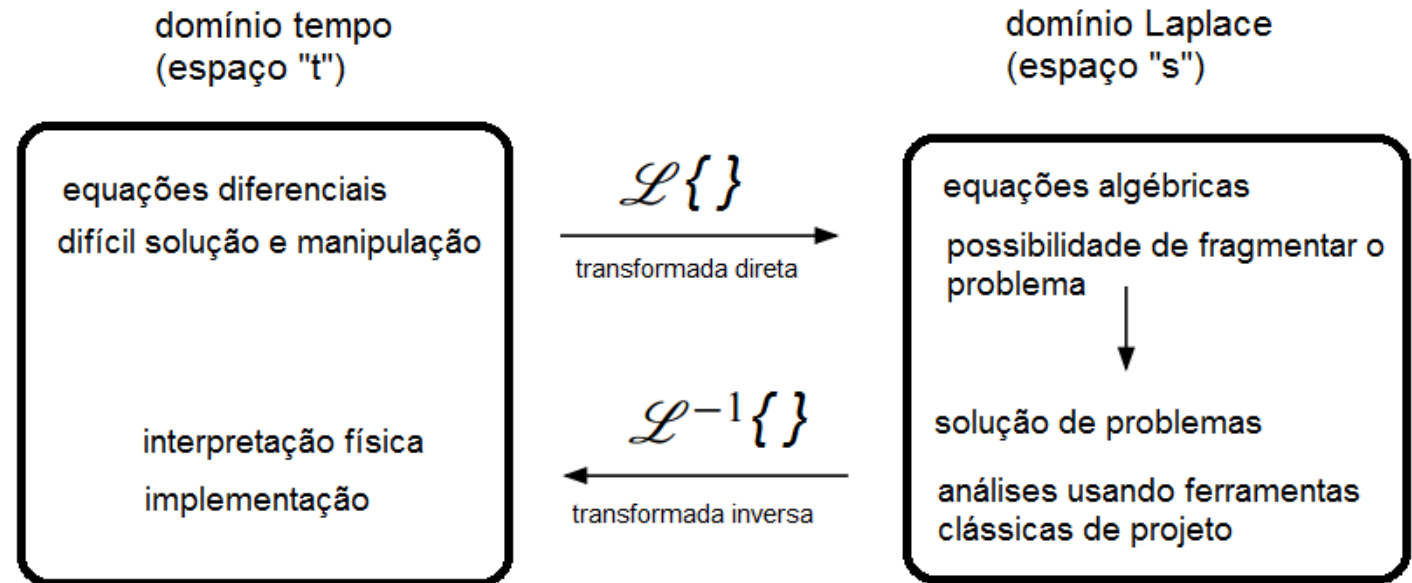 domínio tempo
(espaço "t")
domínio Laplace
(espaço "s")
equações diferenciais
difícil solução e manipulação
ℒ{ }
transformada direta
equações algébricas
possibilidade de fragmentar o
problema
interpretação física
implementação
ℒ⁻¹{ }
transformada inversa
solução de problemas
análises usando ferramentas
clássicas de projeto